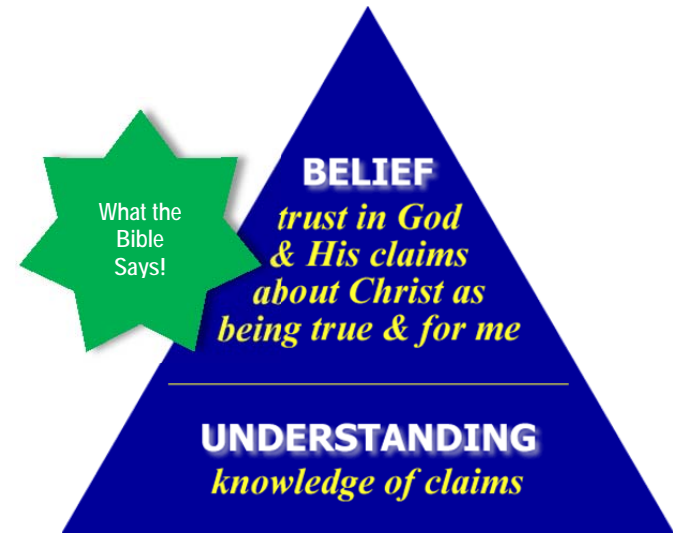 What the
Bible
Says!
BELIEF
trust in God
& His claims
about Christ as
being true & for me
UNDERSTANDING
knowledge of claims